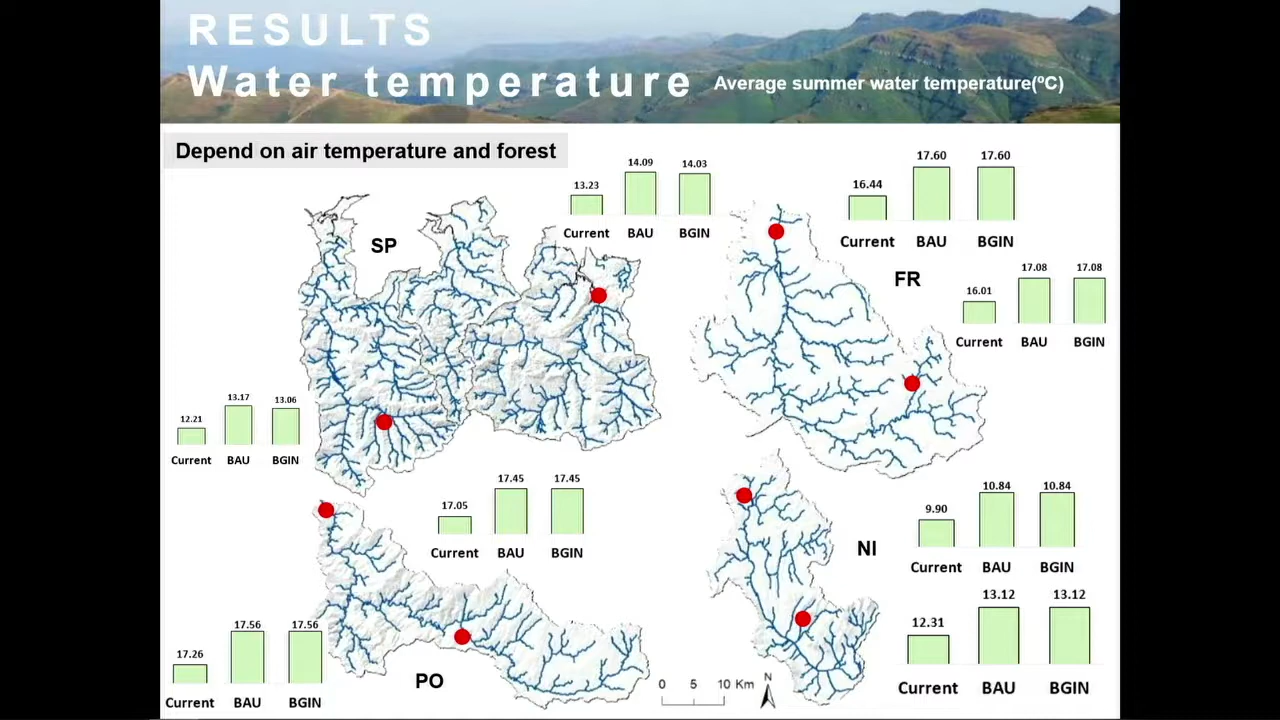 RESULTS
Water temperature
Average summer water temperature(ºC)
Depend on air temperature and forest
SP
13.23 14.09 14.03
Current BAU BGIN
12.21 13.17 13.06
Current BAU BGIN
FR
16.44 17.60 17.60
Current BAU BGIN
16.01 17.08 17.08
Current BAU BGIN
PO
17.05 17.45 17.45
Current BAU BGIN
17.26 17.56 17.56
Current BAU BGIN
NI
9.90 10.84 10.84
Current BAU BGIN
12.31 13.12 13.12
Current BAU BGIN
0 5 10 Km N